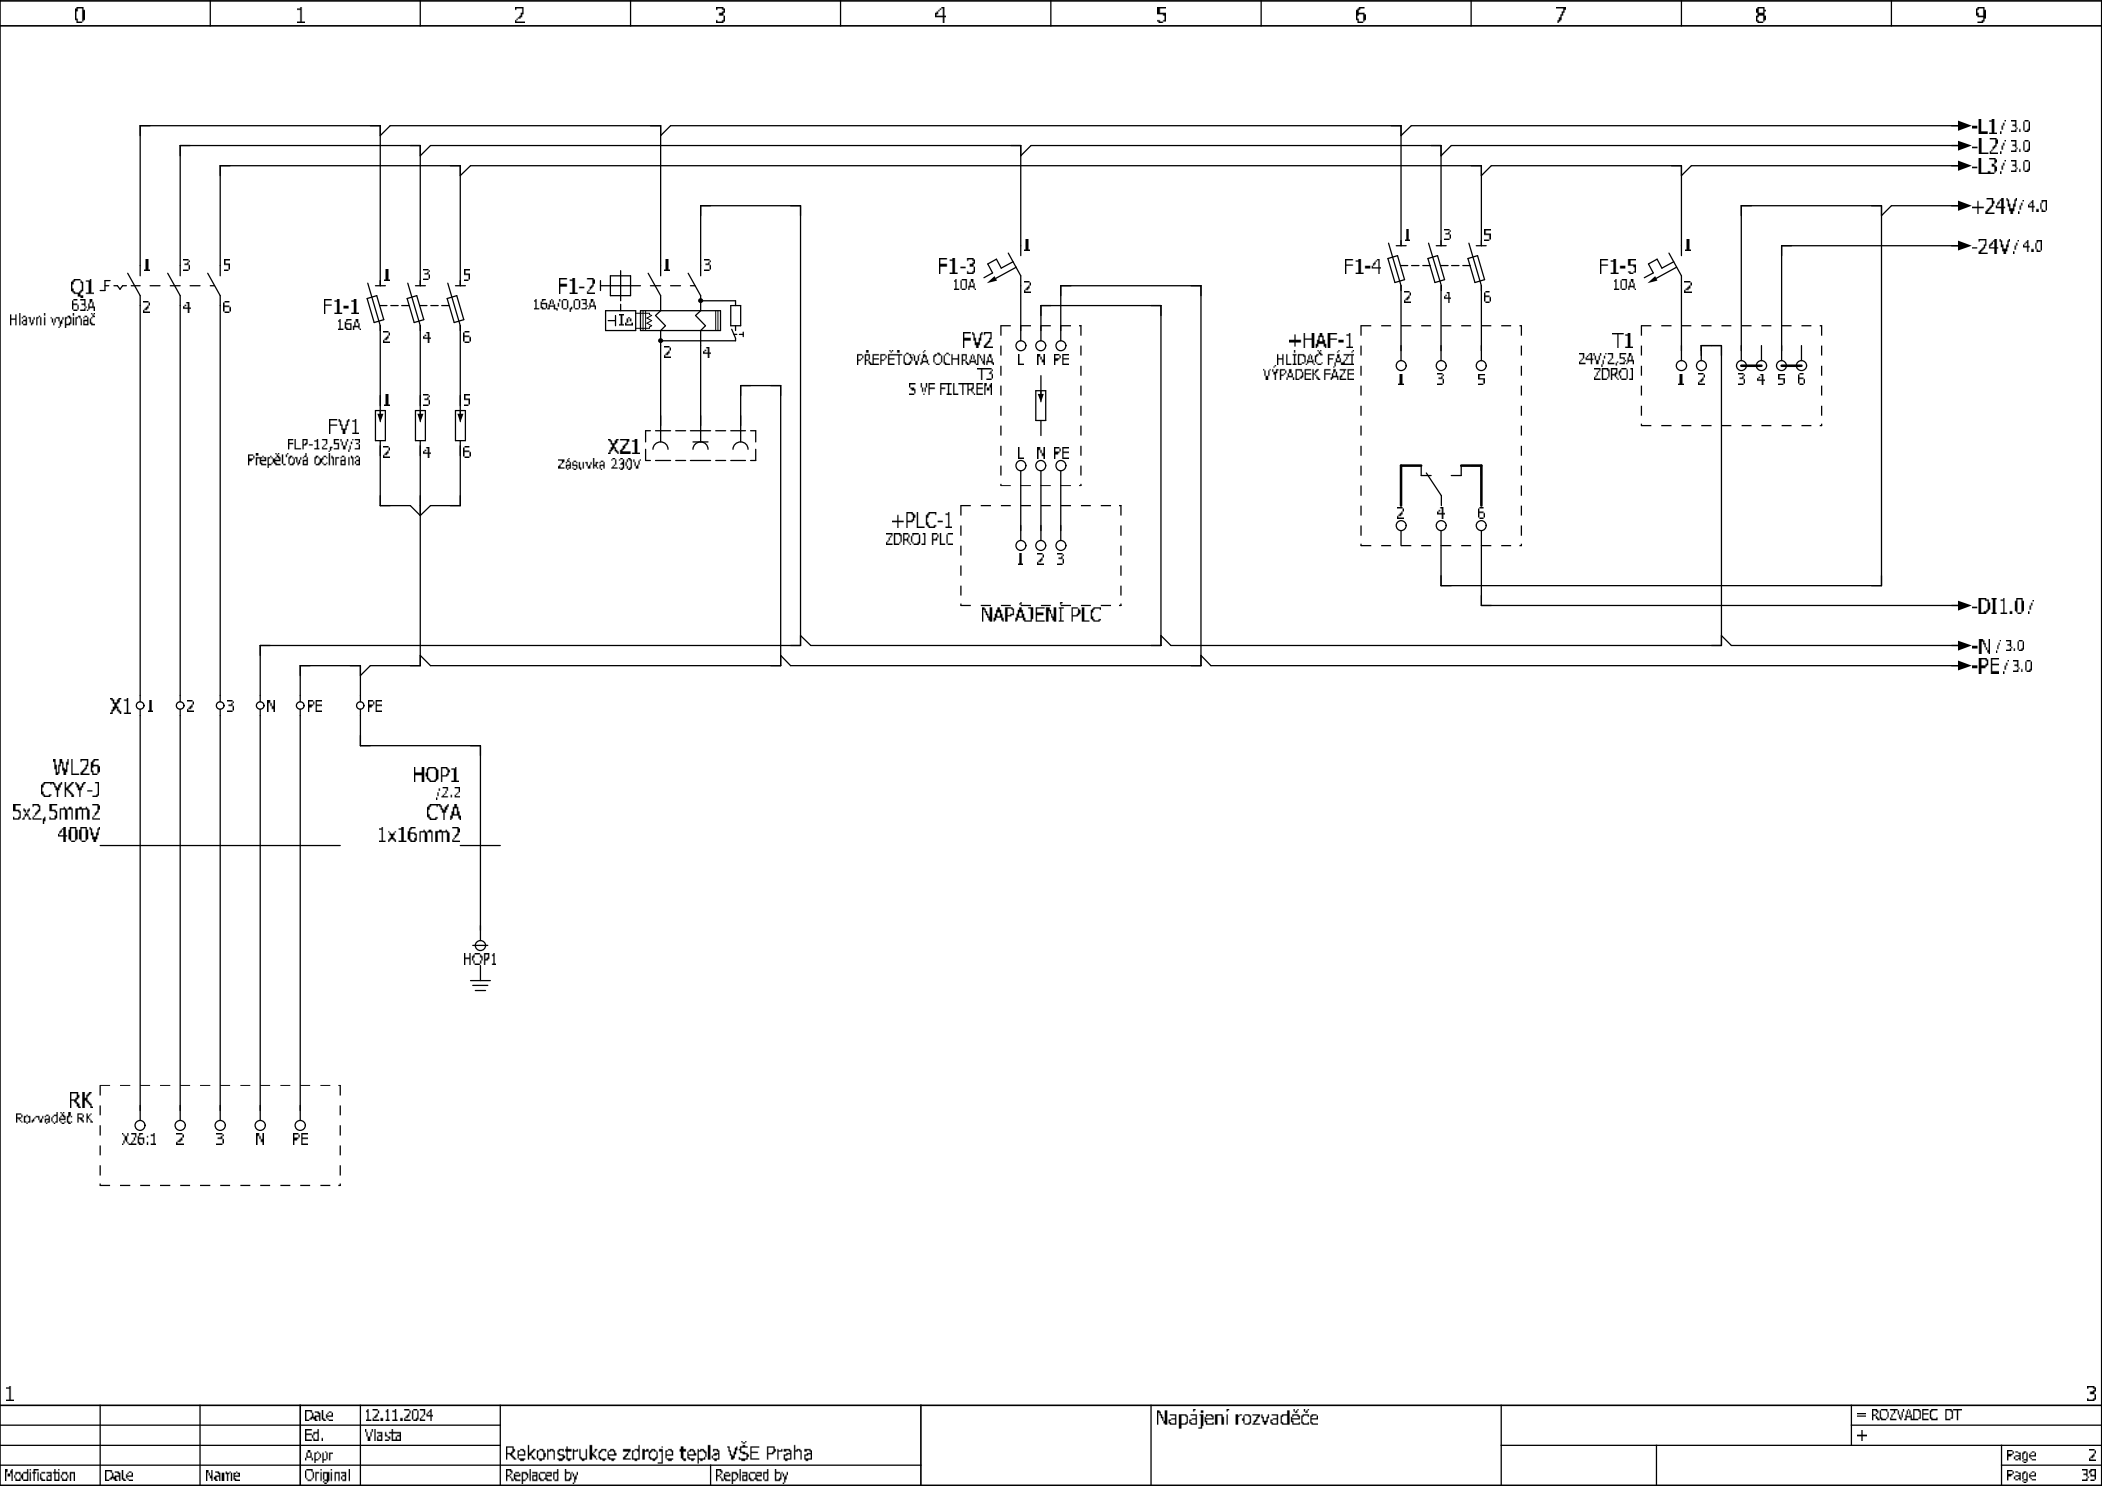 0 1 2 3 4 5 6 7 8 9
-L1/ 3.0
-L2/ 3.0
-L3/ 3.0
+24V/ 4.0
-24V/ 4.0
Q1
63A
Hlavní vypínač
1 3 5
2 4 6
F1-1
16A
1 3 5
2 4 6
FV1
FLP-12,5V/3
Přepěťová ochrana
1 3 5
2 4 6
F1-2
16A/0,03A
1 3
I∆
2 4
XZ1
Zásuvka 230V
F1-3
10A
1
2
FV2
PŘEPĚŤOVÁ OCHRANA
T3
S VF FILTREM
L N PE
L N PE
+PLC-1
ZDROJ PLC
1 2 3
NAPÁJENÍ PLC
F1-4
1 3 5
2 4 6
+HAF-1
HLÍDAČ FÁZÍ
VÝPADEK FÁZE
1 3 5
2 4 6
F1-5
10A
1
2
T1
24V/2,5A
ZDROJ
1 2 3 4 5 6
-DI1.0/
-N / 3.0
-PE / 3.0
X1 1 2 3 N PE PE
WL26
CYKY-J
5x2,5mm2
400V
HOP1
/2.2
CYA
1x16mm2
HOP1
RK
Rozvaděč RK
X26:1 2 3 N PE
1
3
Date 12.11.2024
Ed. Vlasta
Appr
Modification Date Name Original
Rekonstrukce zdroje tepla VŠE Praha
Replaced by Replaced by
Napájení rozvaděče
= ROZVADEC DT
+
Page 2
Page 39